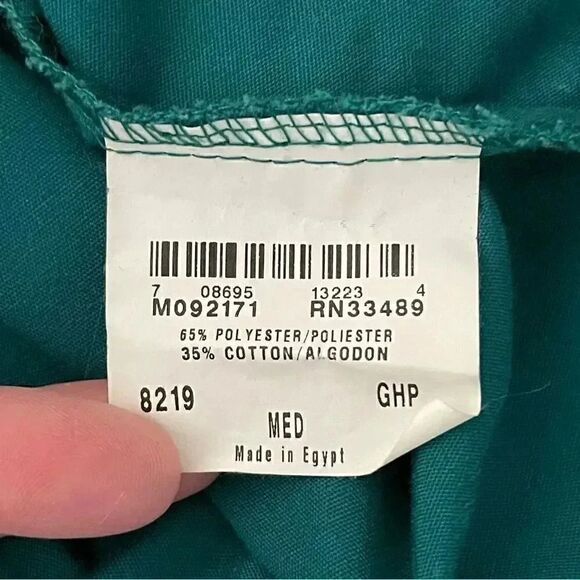 7 08695 13223 4
M092171 RN33489
65% POLYESTER/POLIESTER
35% COTTON/ALGODON
8219 GHP
MED
Made in Egypt